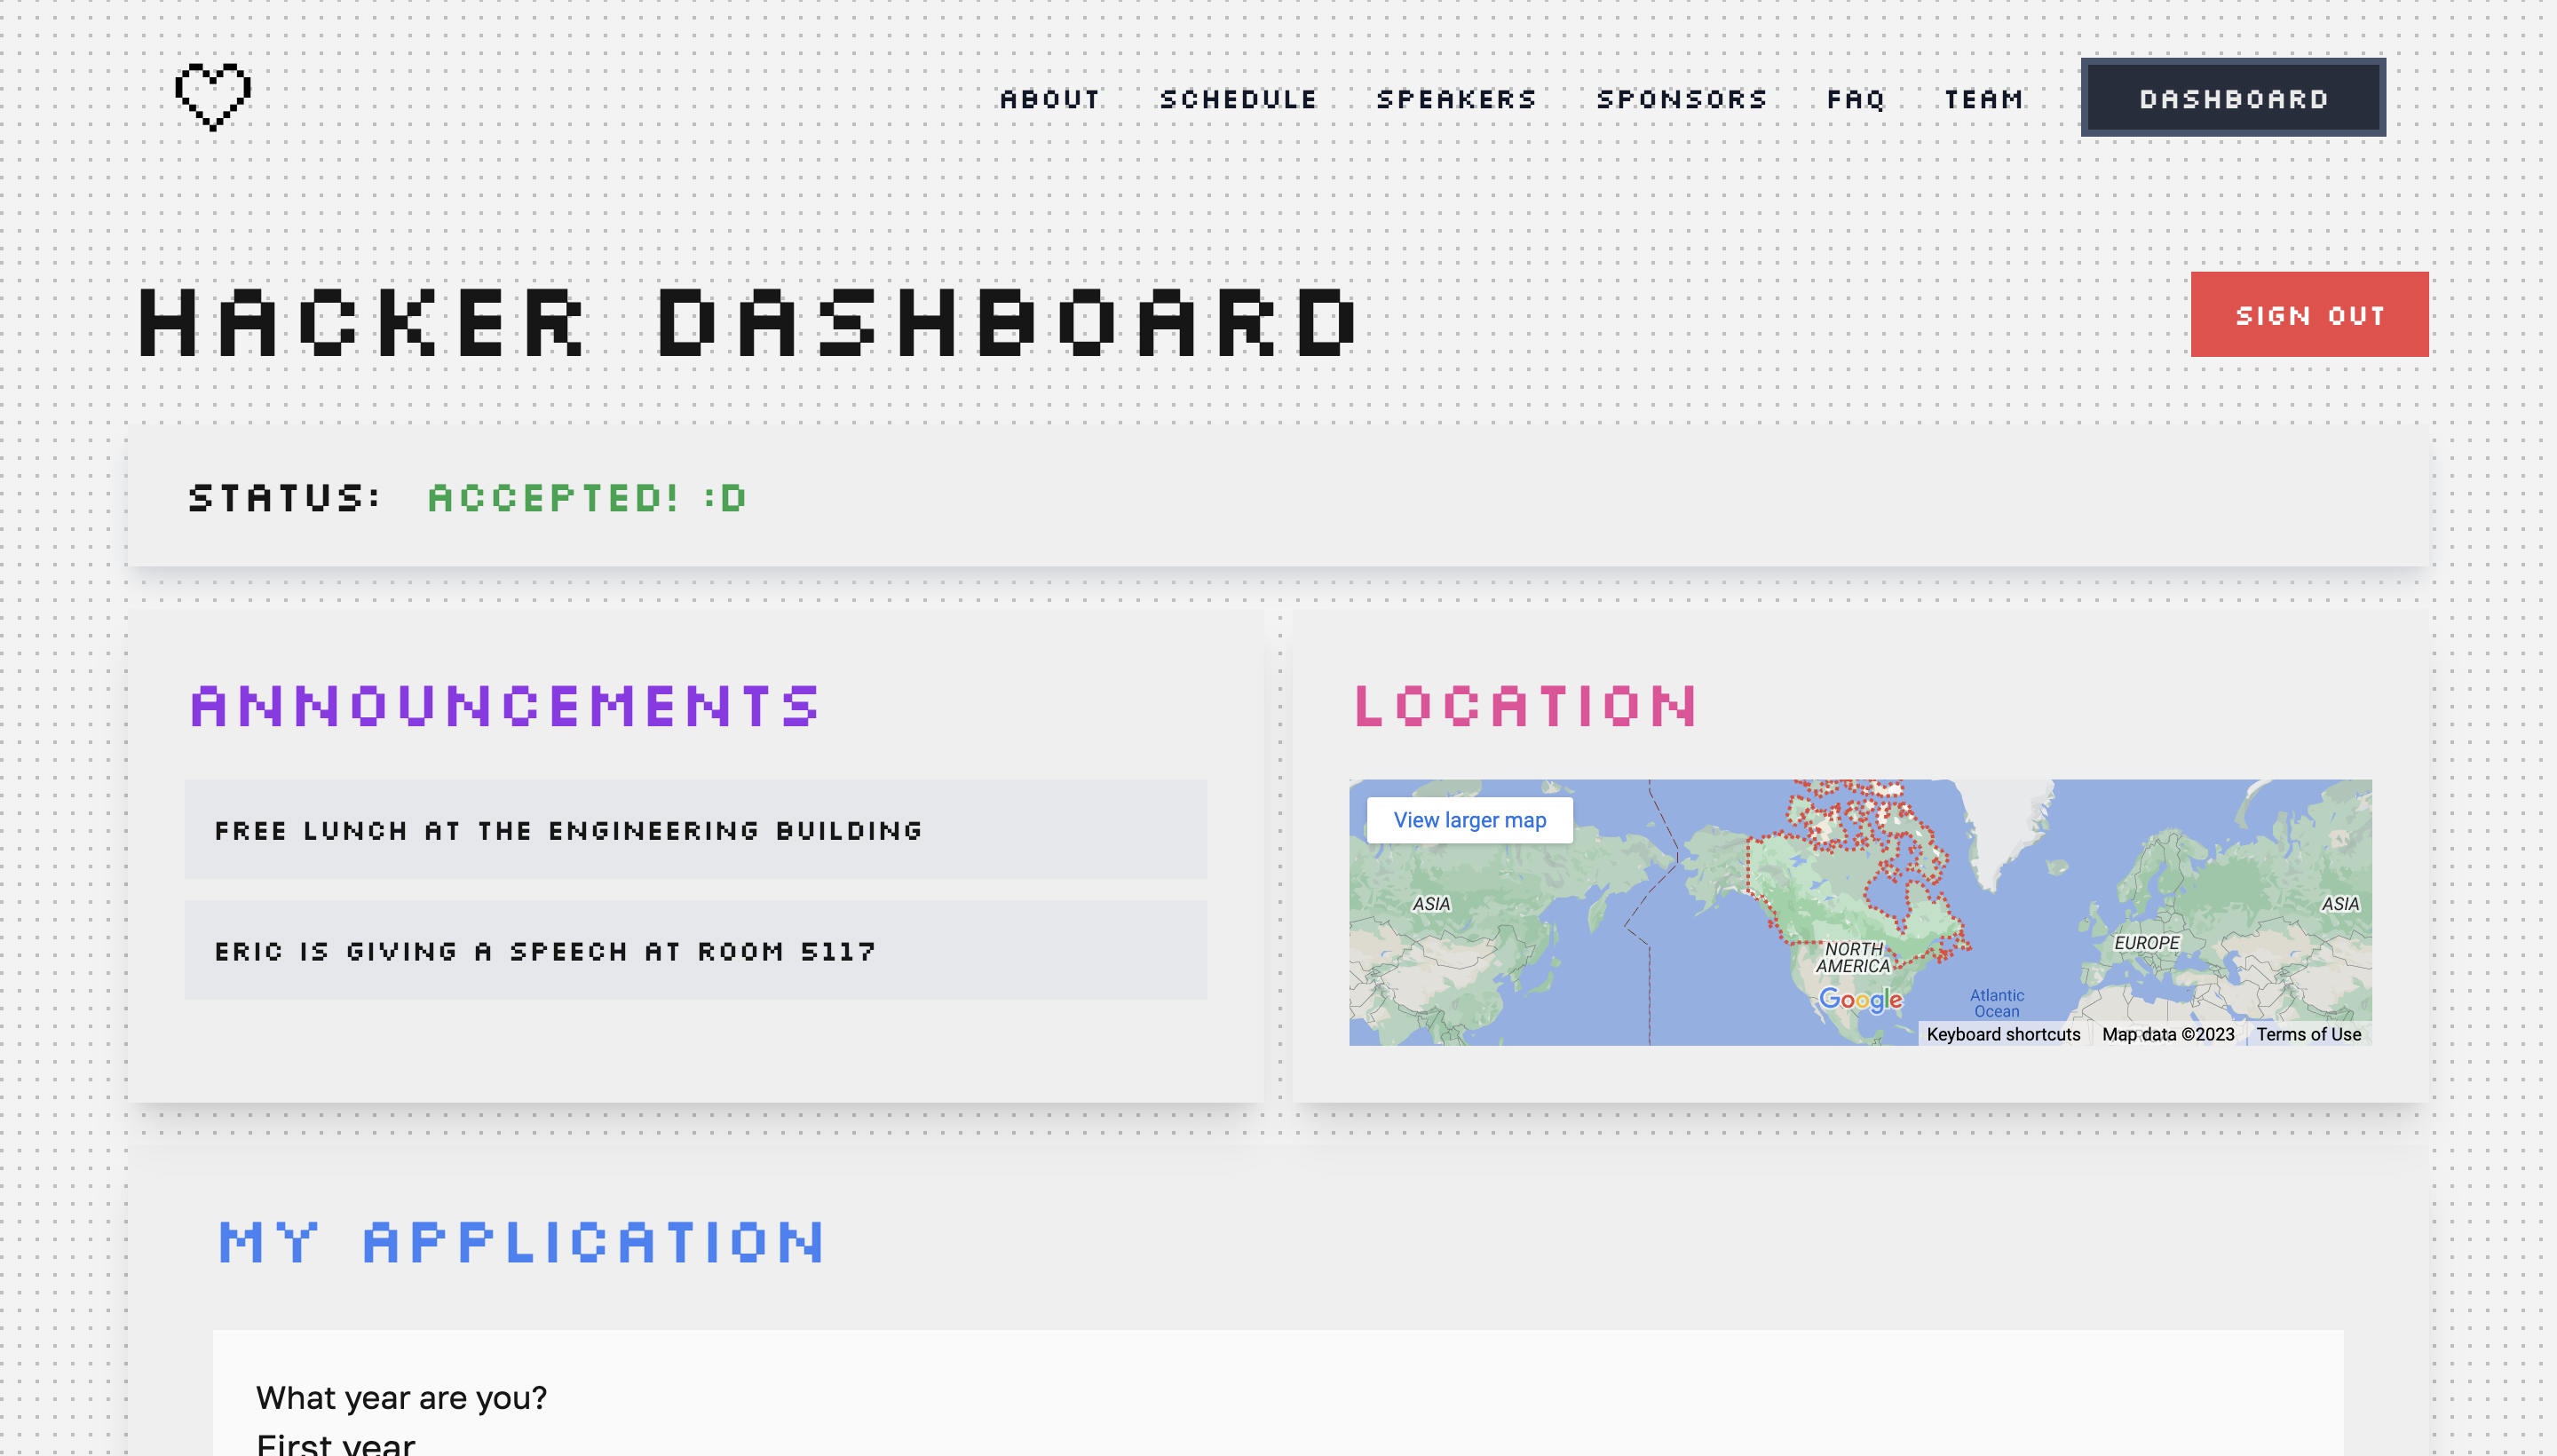 ABOUT SCHEDULE SPEAKERS SPONSORS FAQ TEAM DASHBOARD
HACKER DASHBOARD
SIGN OUT
STATUS: ACCEPTED! :D
ANNOUNCEMENTS
FREE LUNCH AT THE ENGINEERING BUILDING
ERIC IS GIVING A SPEECH AT ROOM 5117
LOCATION
View larger map
ASIA
NORTH
AMERICA
EUROPE
ASIA
Google
Atlantic
Ocean
Keyboard shortcuts
Map data ©2023
Terms of Use
MY APPLICATION
What year are you?
First year